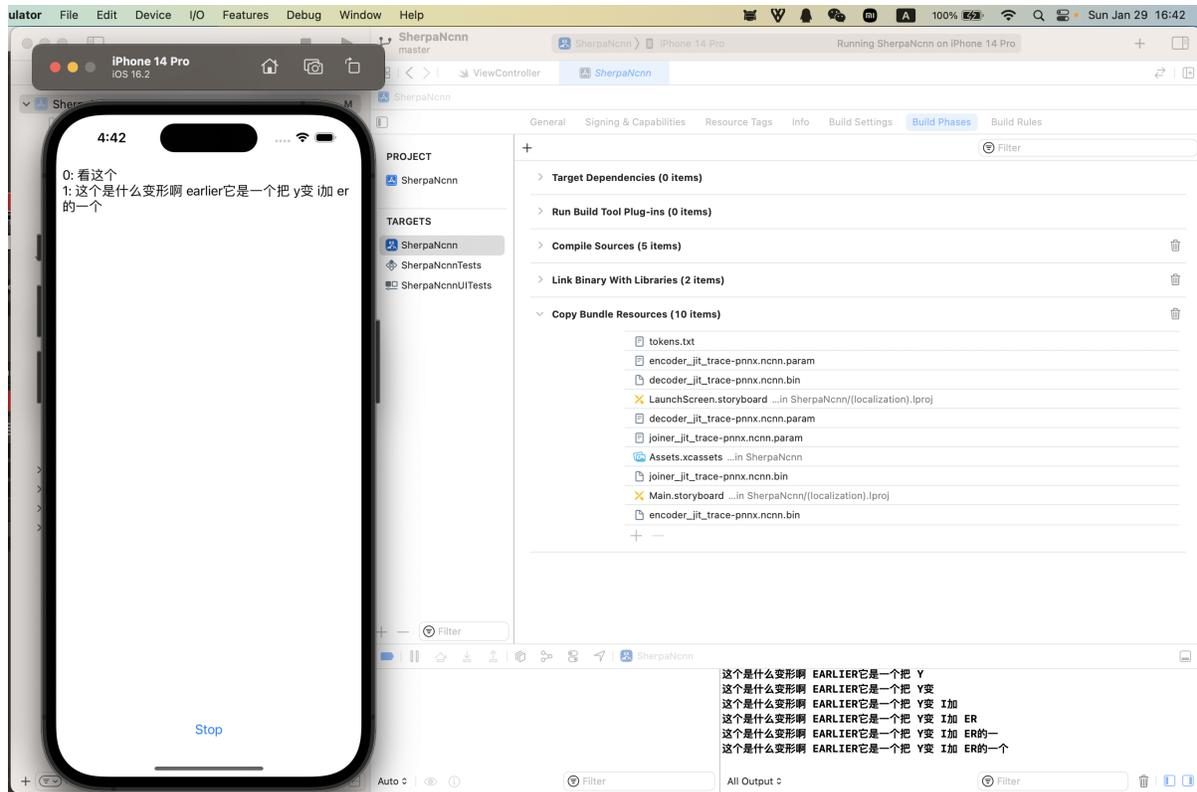 ulator File Edit Device I/O Features Debug Window Help A 100% Sun Jan 29 16:42
iPhone 14 Pro
iOS 16.2
SherpaNcnn
master
SherpaNcnn iPhone 14 Pro
Running SherpaNcnn on iPhone 14 Pro
ViewController
SherpaNcnn
M
SherpaNcnn
General Signing & Capabilities Resource Tags Info Build Settings Build Phases Build Rules
4:42
0: 看这个
1: 这个是什么变形啊 earlier它是一个把 y变 i加 er
的一个
Stop
PROJECT
SherpaNcnn
TARGETS
SherpaNcnn
SherpaNcnnTests
SherpaNcnnUITests
Filter
Filter
Target Dependencies (0 items)
Run Build Tool Plug-ins (0 items)
Compile Sources (5 items)
Link Binary With Libraries (2 items)
Copy Bundle Resources (10 items)
tokens.txt
encoder_jit_trace-pnnx.ncnn.param
decoder_jit_trace-pnnx.ncnn.bin
LaunchScreen.storyboard ...in SherpaNcnn/(localization).lproj
decoder_jit_trace-pnnx.ncnn.param
joiner_jit_trace-pnnx.ncnn.param
Assets.xcassets ...in SherpaNcnn
joiner_jit_trace-pnnx.ncnn.bin
Main.storyboard ...in SherpaNcnn/(localization).lproj
encoder_jit_trace-pnnx.ncnn.bin
SherpaNcnn
这个是什么变形啊 EARLIER它是一个把 Y
这个是什么变形啊 EARLIER它是一个把 Y变
这个是什么变形啊 EARLIER它是一个把 Y变 I加
这个是什么变形啊 EARLIER它是一个把 Y变 I加 ER
这个是什么变形啊 EARLIER它是一个把 Y变 I加 ER的一
这个是什么变形啊 EARLIER它是一个把 Y变 I加 ER的一个
Auto
Filter
All Output
Filter